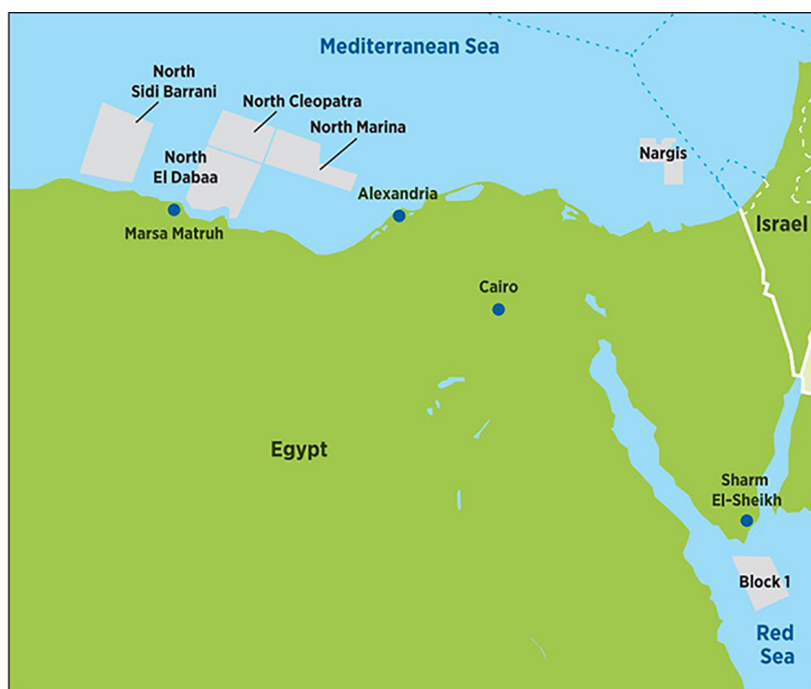 Mediterranean Sea
North
Sidi Barrani
North Cleopatra
North Marina
North
El Dabaa
Nargis
Alexandria
Marsa Matruh
Israel
Cairo
Egypt
Sharm
El-Sheikh
Block 1
Red
Sea